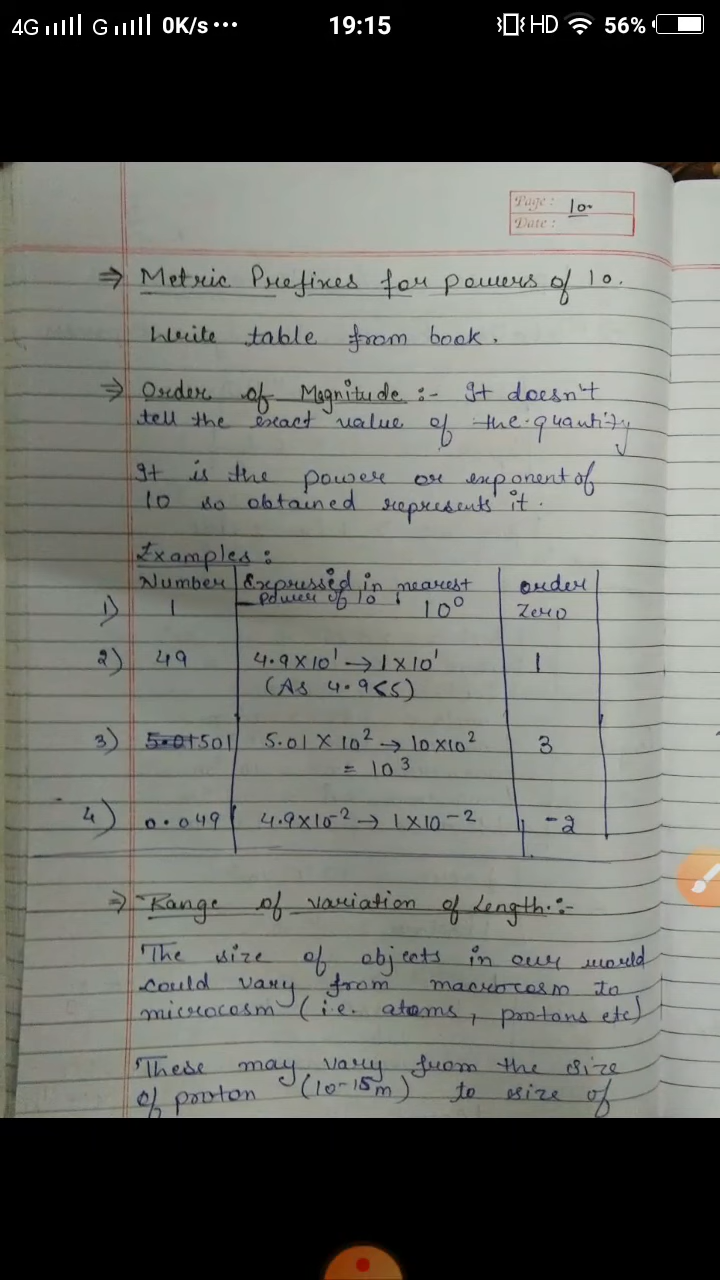 4G G 0K/s ... 19:15 HD 56%
Page: 10.
Date:
⇒ Metric Prefixes for powers of 10.
Write table from book.
⇒ Order of Magnitude :- It doesn't
tell the exact value of the quantity
It is the power or exponent of
10 so obtained represents it.
Examples :
Number Expressed in nearest order
power of 10
1) 1 10⁰ Zero
2) 49 4.9×10¹ → 1×10¹ 1
(As 4.9<5)
3) 501 5.01 × 10² → 10×10² 3
= 10³
4) 0.049 4.9×10-² → 1×10-² -2
⇒ Range of variation of Length:-
The size of objects in our world
could vary from macrocosm to
microcosm (i.e. atoms, protons etc)
These may vary from the size
of proton (10-15m) to size of